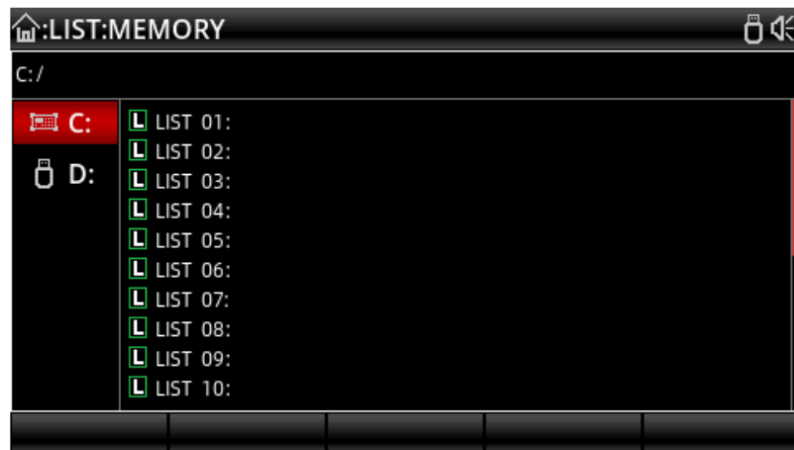 :LIST:MEMORY
C:/
C:
D:
L LIST 01:
L LIST 02:
L LIST 03:
L LIST 04:
L LIST 05:
L LIST 06:
L LIST 07:
L LIST 08:
L LIST 09:
L LIST 10: